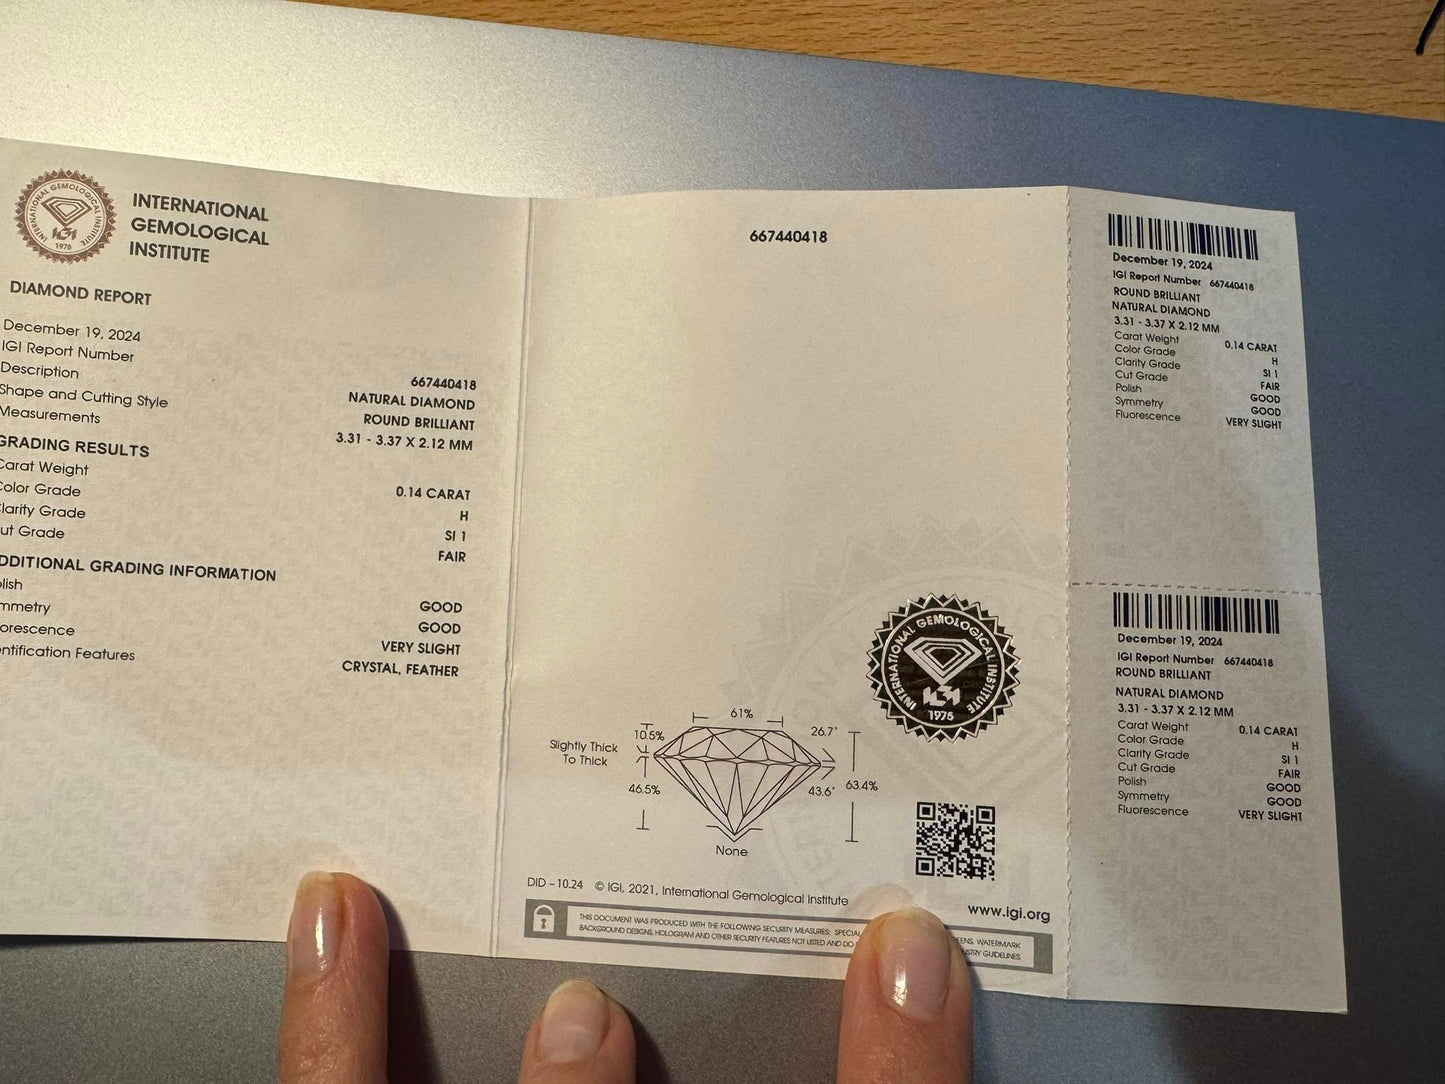 INTERNATIONAL GEMOLOGICAL INSTITUTE
IGI
1975
INTERNATIONAL
GEMOLOGICAL
INSTITUTE
DIAMOND REPORT
December 19, 2024
IGI Report Number 667440418
Description NATURAL DIAMOND
Shape and Cutting Style ROUND BRILLIANT
Measurements 3.31 - 3.37 X 2.12 MM
GRADING RESULTS
Carat Weight 0.14 CARAT
Color Grade H
Clarity Grade SI 1
Cut Grade FAIR
ADDITIONAL GRADING INFORMATION
Polish GOOD
Symmetry GOOD
Fluorescence VERY SLIGHT
Identification Features CRYSTAL, FEATHER
667440418
INTERNATIONAL GEMOLOGICAL INSTITUTE
IGI
1975
61%
10.5%
26.7°
Slightly Thick
To Thick
46.5%
43.6°
63.4%
None
DID – 10.24 © IGI, 2021, International Gemological Institute
www.igi.org
THIS DOCUMENT WAS PRODUCED WITH THE FOLLOWING SECURITY MEASURES: SPECIAL WATERMARK
BACKGROUND DESIGNS, HOLOGRAM AND OTHER SECURITY FEATURES NOT LISTED AND DO GUIDELINES.
December 19, 2024
IGI Report Number 667440418
ROUND BRILLIANT
NATURAL DIAMOND
3.31 - 3.37 X 2.12 MM
Carat Weight 0.14 CARAT
Color Grade H
Clarity Grade SI 1
Cut Grade FAIR
Polish GOOD
Symmetry GOOD
Fluorescence VERY SLIGHT
December 19, 2024
IGI Report Number 667440418
ROUND BRILLIANT
NATURAL DIAMOND
3.31 - 3.37 X 2.12 MM
Carat Weight 0.14 CARAT
Color Grade H
Clarity Grade SI 1
Cut Grade FAIR
Polish GOOD
Symmetry GOOD
Fluorescence VERY SLIGHT